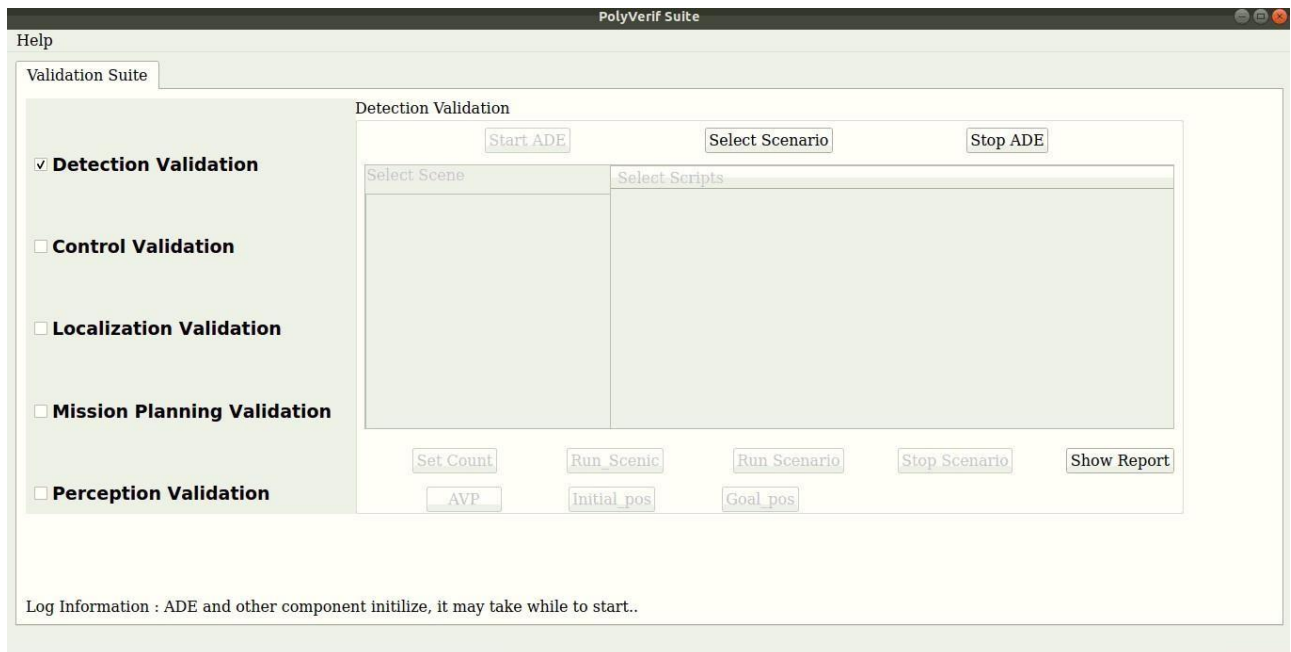 PolyVerif Suite
Help
Validation Suite
Detection Validation
Start ADE
Select Scenario
Stop ADE
Detection Validation
Select Scene
Select Scripts
Control Validation
Localization Validation
Mission Planning Validation
Set Count
Run_Scenic
Run Scenario
Stop Scenario
Show Report
Perception Validation
AVP
Initial_pos
Goal_pos
Log Information : ADE and other component initilize, it may take while to start..